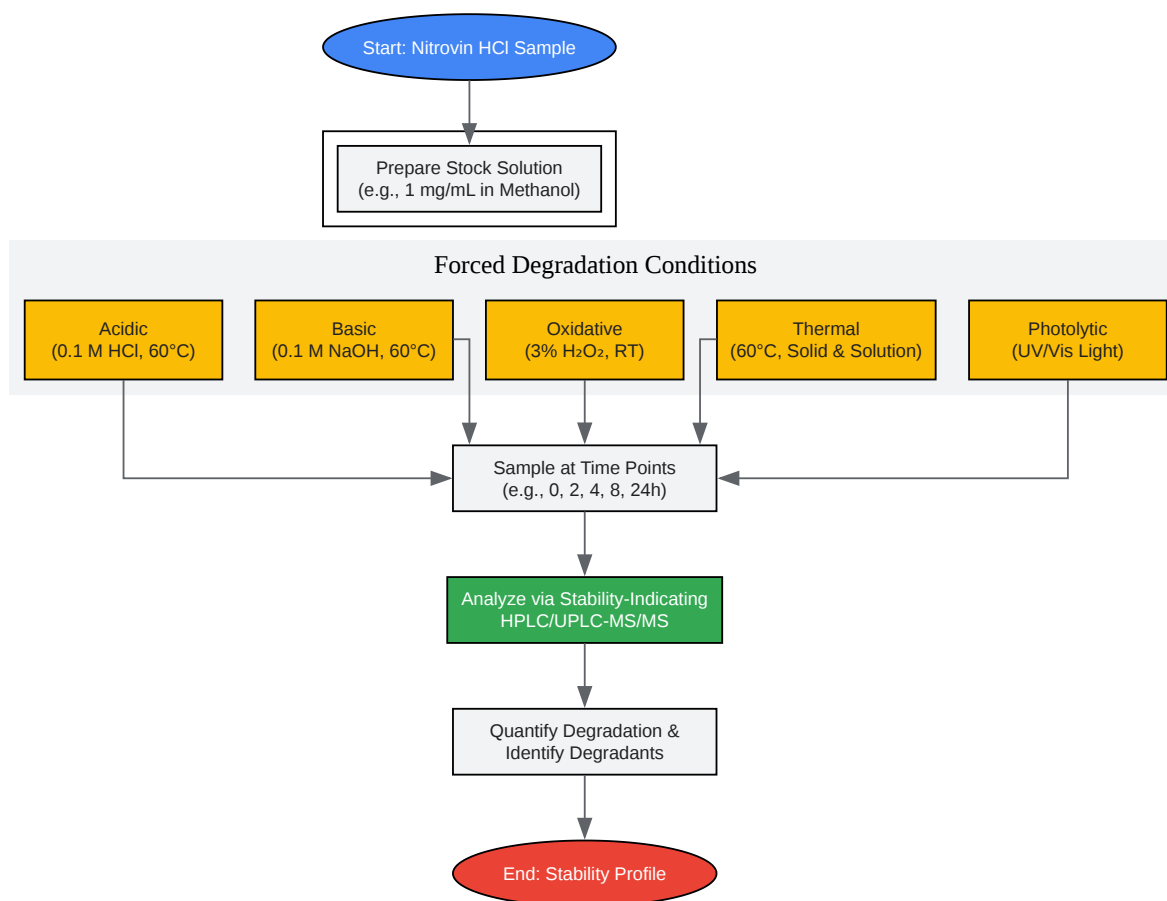 Start: Nitrovin HCl Sample
Prepare Stock Solution
(e.g., 1 mg/mL in Methanol)
Forced Degradation Conditions
Acidic
(0.1 M HCl, 60°C)
Basic
(0.1 M NaOH, 60°C)
Oxidative
(3% H₂O₂, RT)
Thermal
(60°C, Solid & Solution)
Photolytic
(UV/Vis Light)
Sample at Time Points
(e.g., 0, 2, 4, 8, 24h)
Analyze via Stability-Indicating
HPLC/UPLC-MS/MS
Quantify Degradation &
Identify Degradants
End: Stability Profile